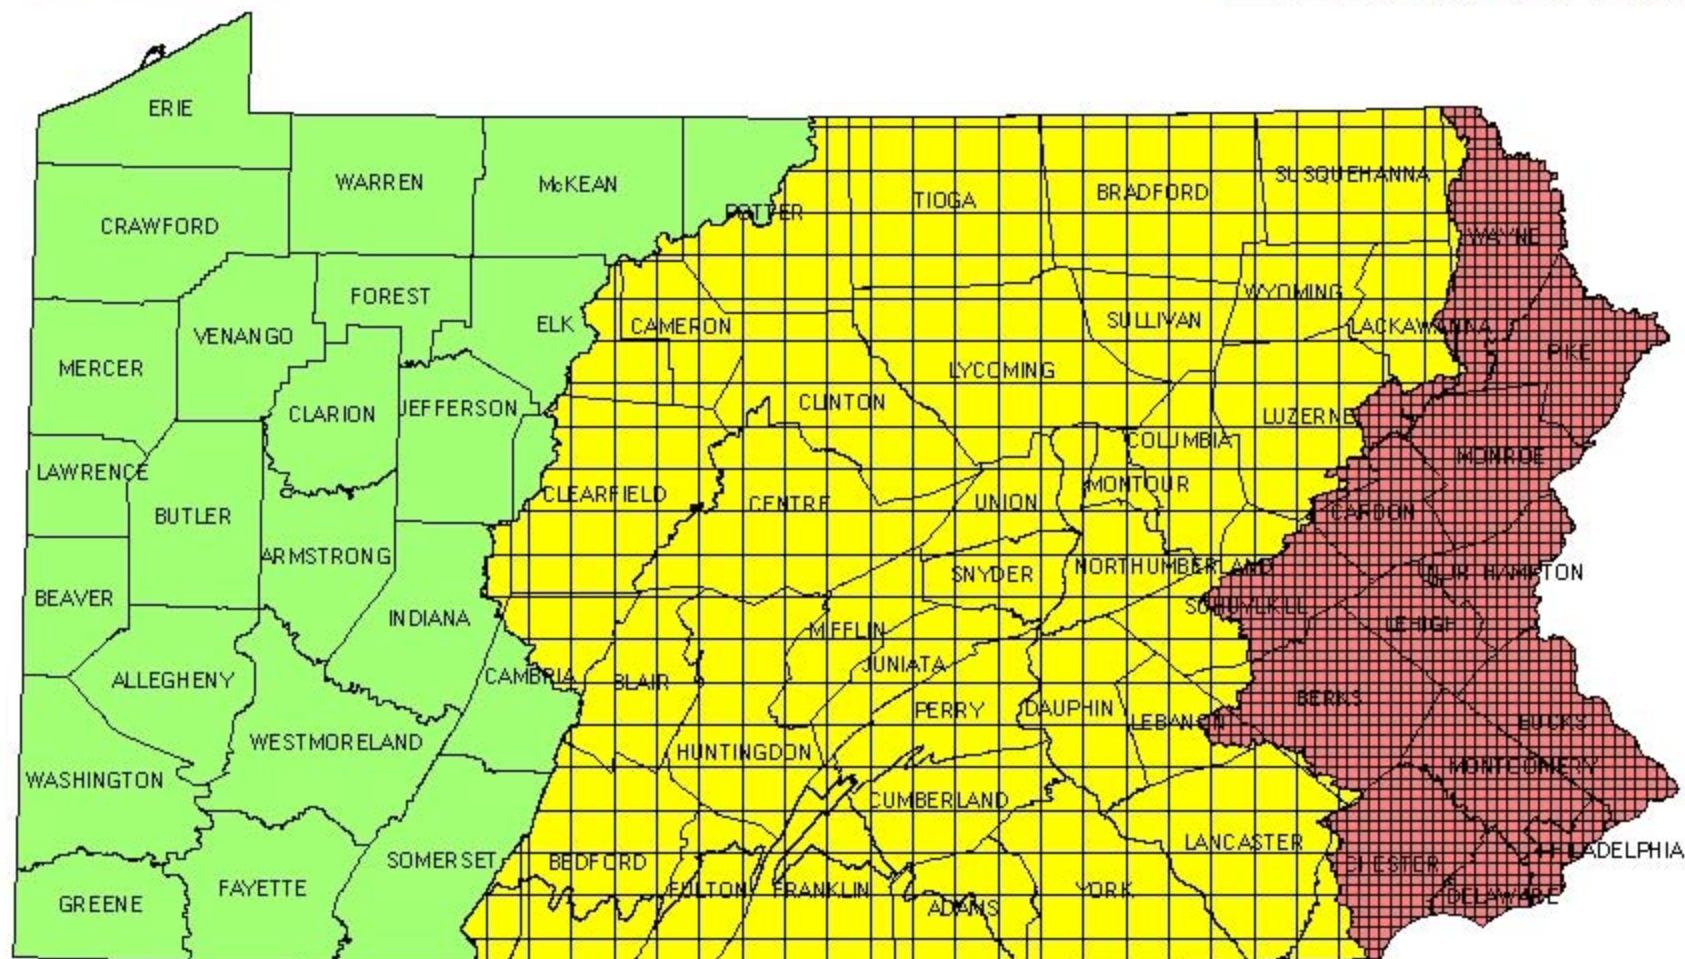 ERIE
WARREN
McKEAN
POTTER
TIOGA
BRADFORD
SUSQUEHANNA
CRAWFORD
WAYNE
FOREST
WYOMING
VENANGO
ELK
CAMERON
SULLIVAN
LACKAWANNA
MERCER
PIKE
LYCOMING
CLARION
JEFFERSON
CLINTON
LUZERNE
COLUMBIA
LAWRENCE
MONROE
CLEARFIELD
CENTRE
UNION
MONTOUR
BUTLER
CARBON
ARMSTRONG
SNYDER
NORTHUMBERLAND
NORTHAMPTON
BEAVER
INDIANA
SCHUYLKILL
MIFFLIN
LEHIGH
ALLEGHENY
CAMBRIA
BLAIR
JUNIATA
BERKS
PERRY
DAUPHIN
LEBANON
BUCKS
WESTMORELAND
HUNTINGDON
WASHINGTON
MONTGOMERY
CUMBERLAND
LANCASTER
SOMERSET
BEDFORD
CHESTER
PHILADELPHIA
GREENE
FAYETTE
FULTON
FRANKLIN
ADAMS
YORK
DELAWARE